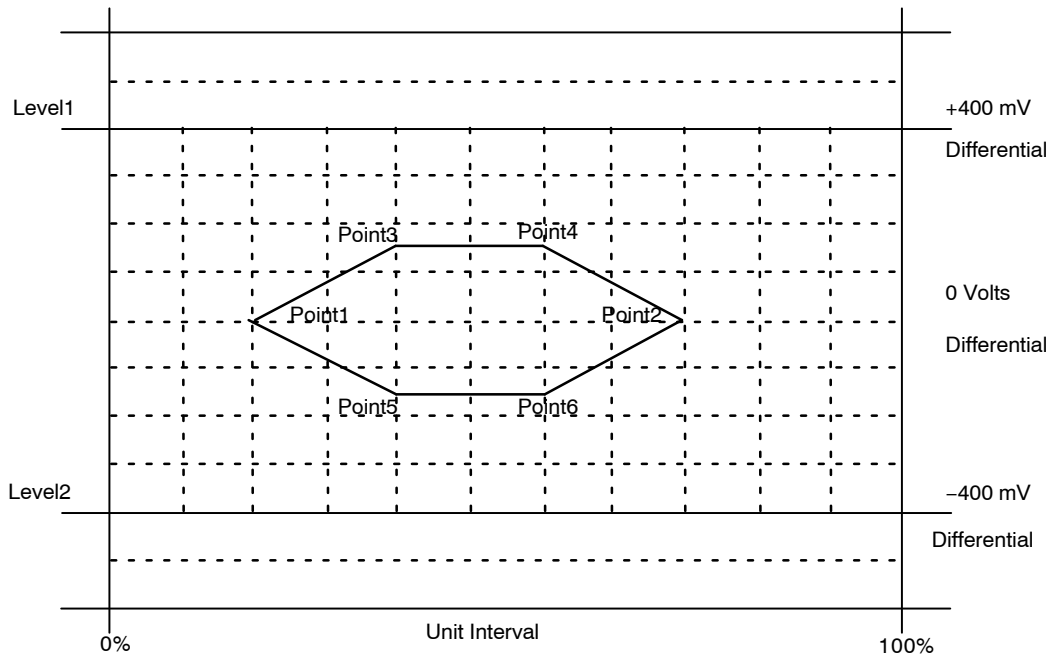 Level1
+400 mV
Differential
Point3
Point4
0 Volts
Point1
Point2
Differential
Point5
Point6
Level2
−400 mV
Differential
Unit Interval
0%
100%